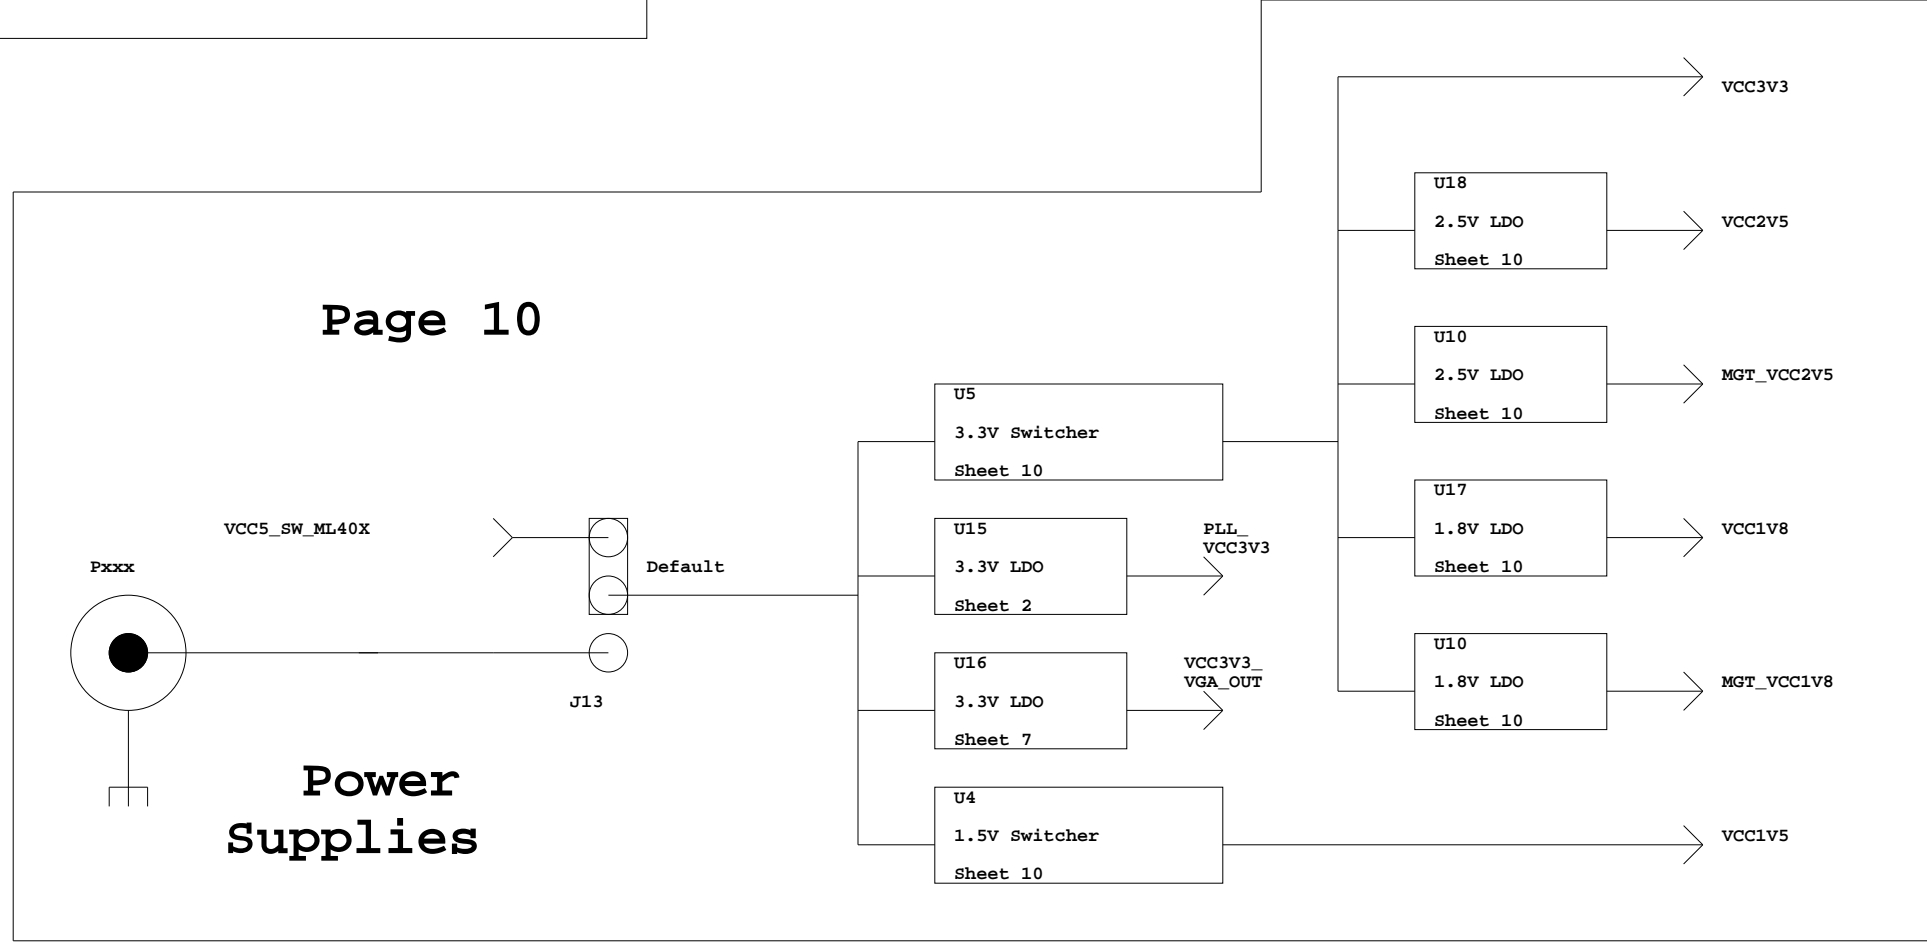 VCC3V3
U18
2.5V LDO
Sheet 10
VCC2V5
Page 10
U10
2.5V LDO
Sheet 10
MGT_VCC2V5
U5
3.3V Switcher
Sheet 10
U17
1.8V LDO
Sheet 10
VCC1V8
VCC5_SW_ML40X
Pxxx
Default
U15
3.3V LDO
Sheet 2
PLL_
VCC3V3
U10
1.8V LDO
Sheet 10
MGT_VCC1V8
J13
U16
3.3V LDO
Sheet 7
VCC3V3_
VGA_OUT
Power
Supplies
U4
1.5V Switcher
Sheet 10
VCC1V5